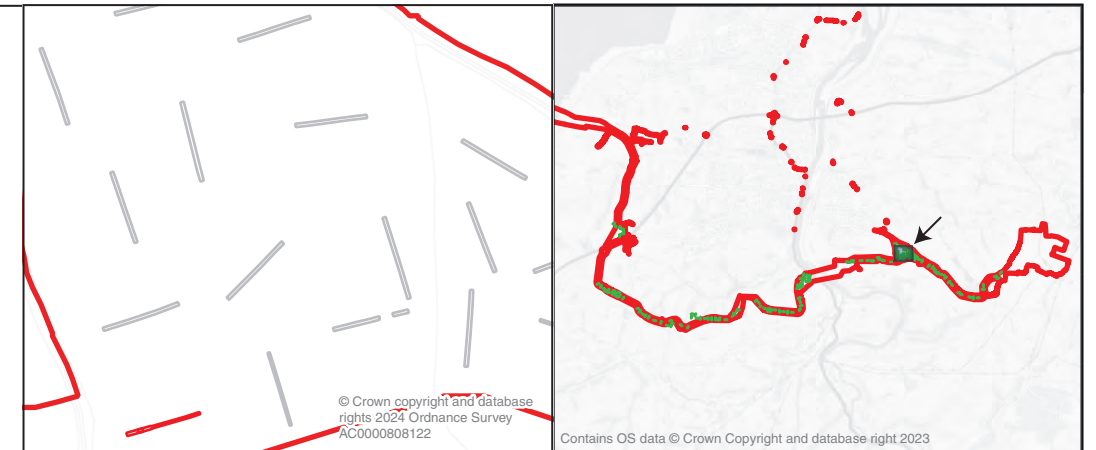 © Crown copyright and database
rights 2024 Ordnance Survey
AC0000808122
Contains OS data © Crown Copyright and database right 2023